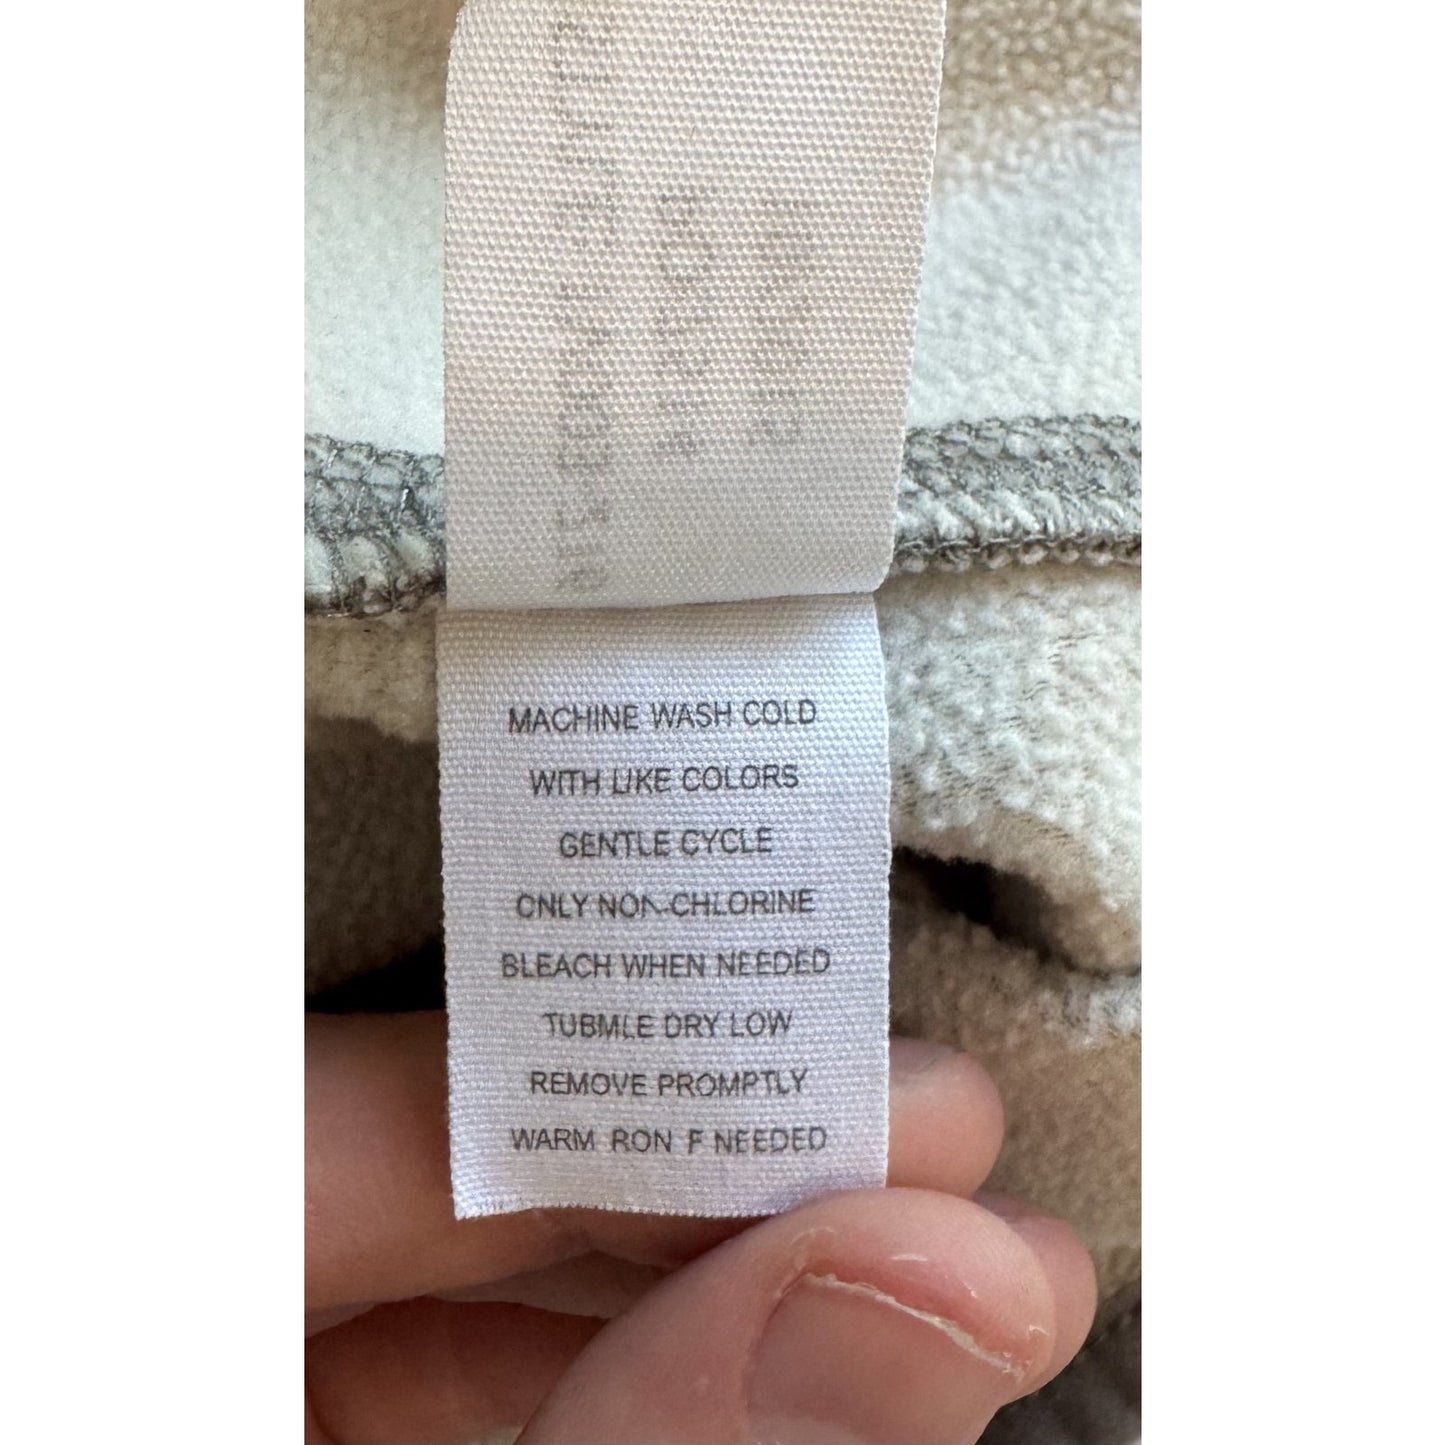 MACHINE WASH COLD
WITH LIKE COLORS
GENTLE CYCLE
ONLY NON-CHLORINE
BLEACH WHEN NEEDED
TUBMLE DRY LOW
REMOVE PROMPTLY
WARM RON F NEEDED